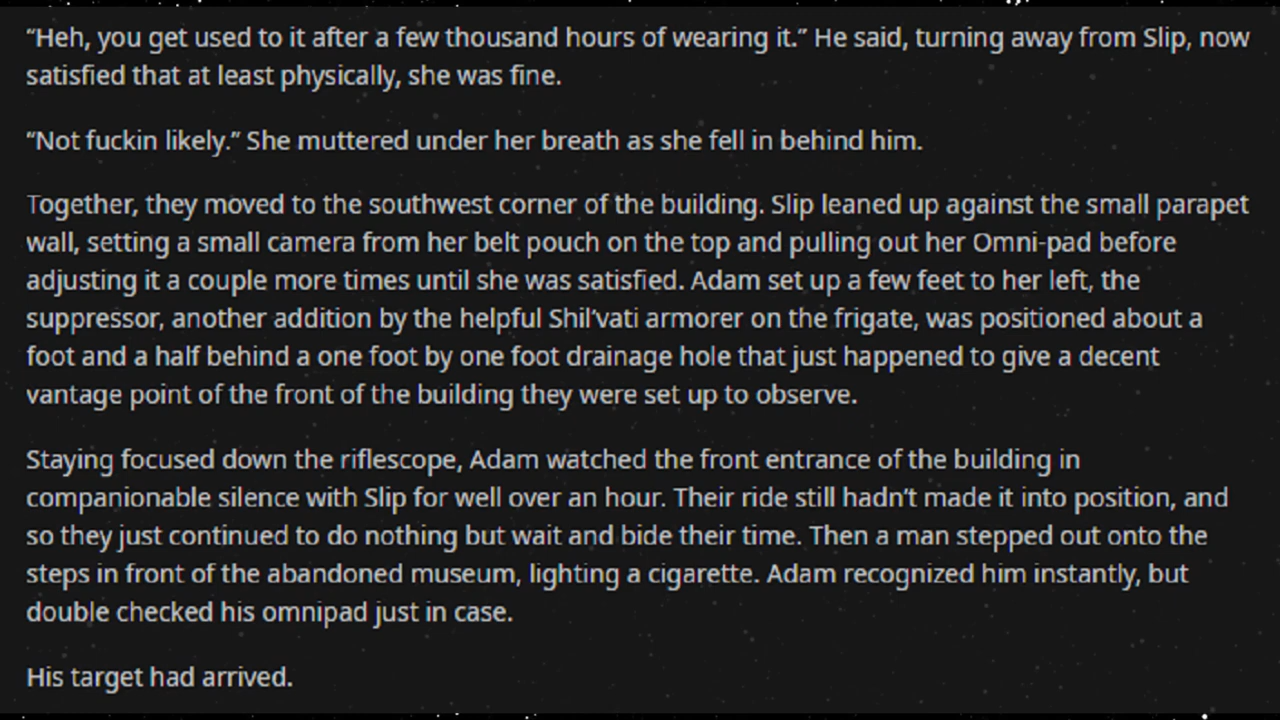 “Heh, you get used to it after a few thousand hours of wearing it.” He said, turning away from Slip, now
satisfied that at least physically, she was fine.
“Not fuckin likely.” She muttered under her breath as she fell in behind him.
Together, they moved to the southwest corner of the building. Slip leaned up against the small parapet
wall, setting a small camera from her belt pouch on the top and pulling out her Omni-pad before
adjusting it a couple more times until she was satisfied. Adam set up a few feet to her left, the
suppressor, another addition by the helpful Shil’vati armorer on the frigate, was positioned about a
foot and a half behind a one foot by one foot drainage hole that just happened to give a decent
vantage point of the front of the building they were set up to observe.
Staying focused down the riflescope, Adam watched the front entrance of the building in
companionable silence with Slip for well over an hour. Their ride still hadn’t made it into position, and
so they just continued to do nothing but wait and bide their time. Then a man stepped out onto the
steps in front of the abandoned museum, lighting a cigarette. Adam recognized him instantly, but
double checked his omnipad just in case.
His target had arrived.